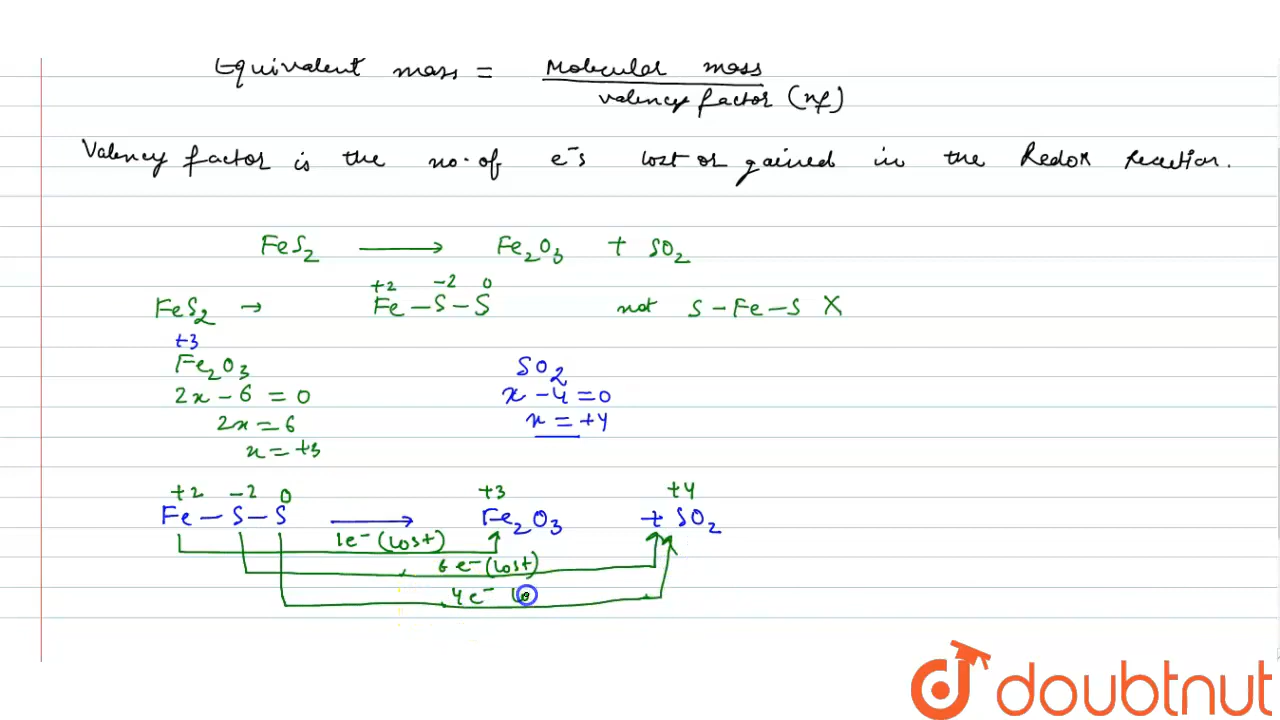 Equivalent mass = Molecular mass
valency factor (nf)
Valency factor is the no. of e⁻s lost or gained in the Redox reaction.
FeS₂ ⟶ Fe₂O₃ + SO₂
+2 -2 0
FeS₂ → Fe-S-S not S-Fe-S X
+3
Fe₂O₃ SO₂
2x-6=0 x-4=0
2x=6 x=+4
x=+3
+2 -2 0 +3 +4
Fe-S-S ⟶ Fe₂O₃ + SO₂
1e⁻(lost)
6e⁻(lost)
4e⁻ lo
doubtnut